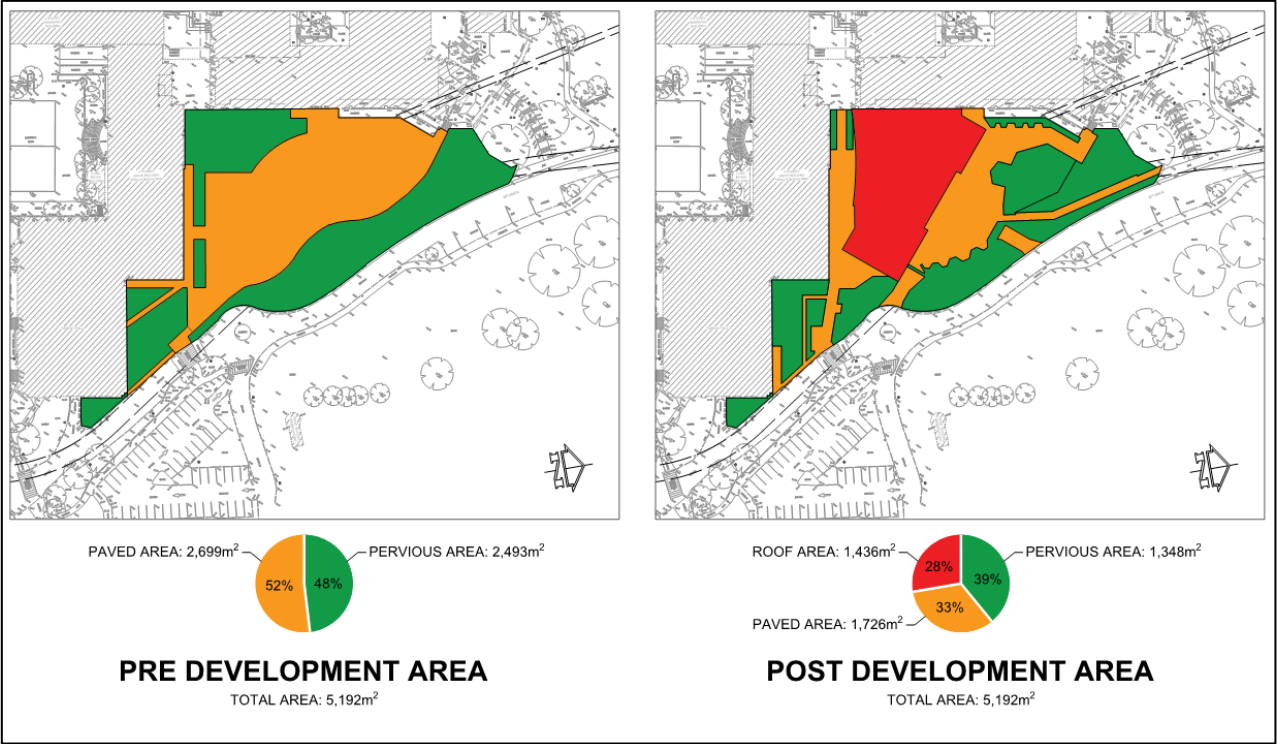 PAVED AREA: 2,699m²
PERVIOUS AREA: 2,493m²
52%
48%
PRE DEVELOPMENT AREA
TOTAL AREA: 5,192m²
ROOF AREA: 1,436m²
PERVIOUS AREA: 1,348m²
28%
39%
33%
PAVED AREA: 1,726m²
POST DEVELOPMENT AREA
TOTAL AREA: 5,192m²